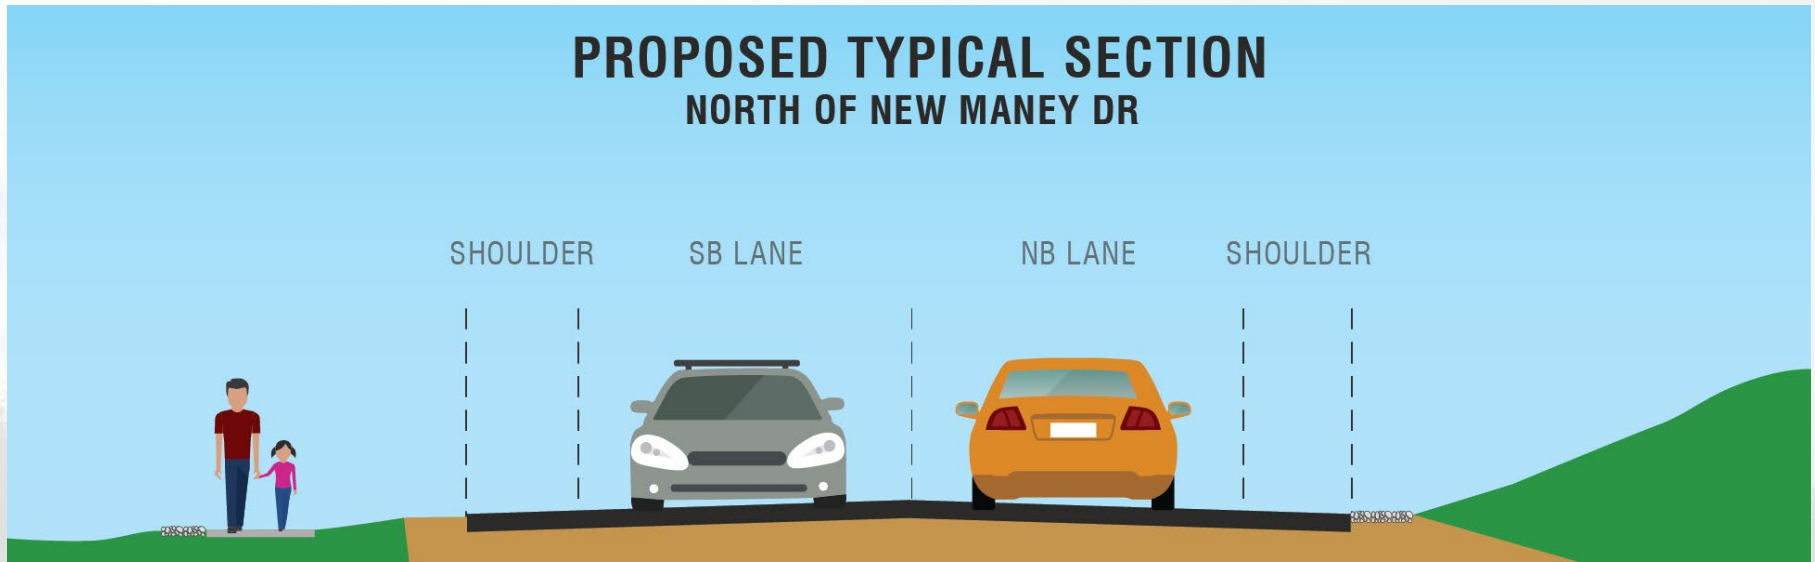 PROPOSED TYPICAL SECTION
NORTH OF NEW MANEY DR
SHOULDER SB LANE NB LANE SHOULDER